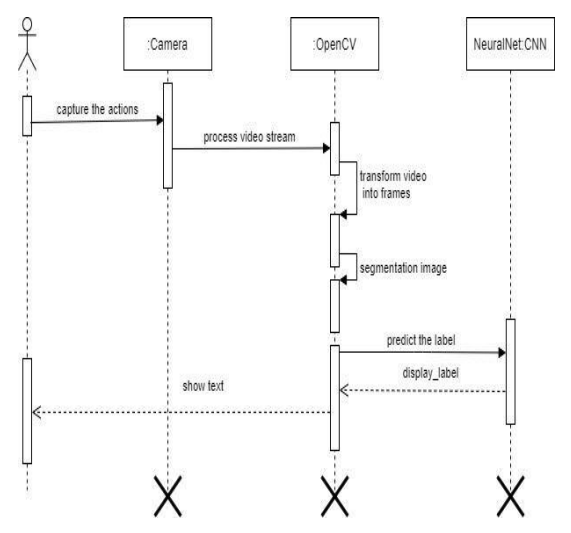 :Camera
:OpenCV
NeuralNet:CNN
capture the actions
process video stream
transform video
into frames
segmentation image
predict the label
display_label
show text